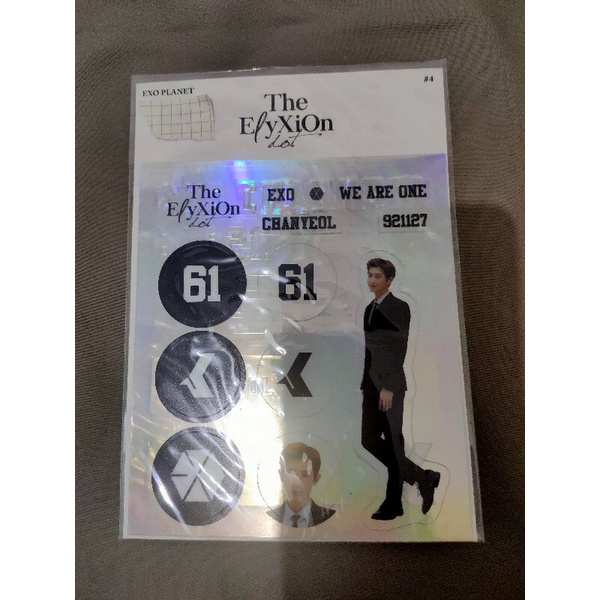 EXO PLANET
#4
The
ElyXiOn
dot
The
ElyXiOn
dot
EXO WE ARE ONE
CHANYEOL 921127
61 61